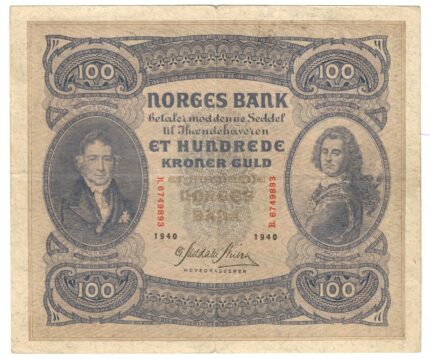 100 100
NORGES BANK
betaler mod denne Seddel
til Ihændehaveren
ET HUNDREDE
KRONER GULD
B.6749893 B.6749893
NORGES
BANK
1940 1940
HOVEDKASSERER
100 100